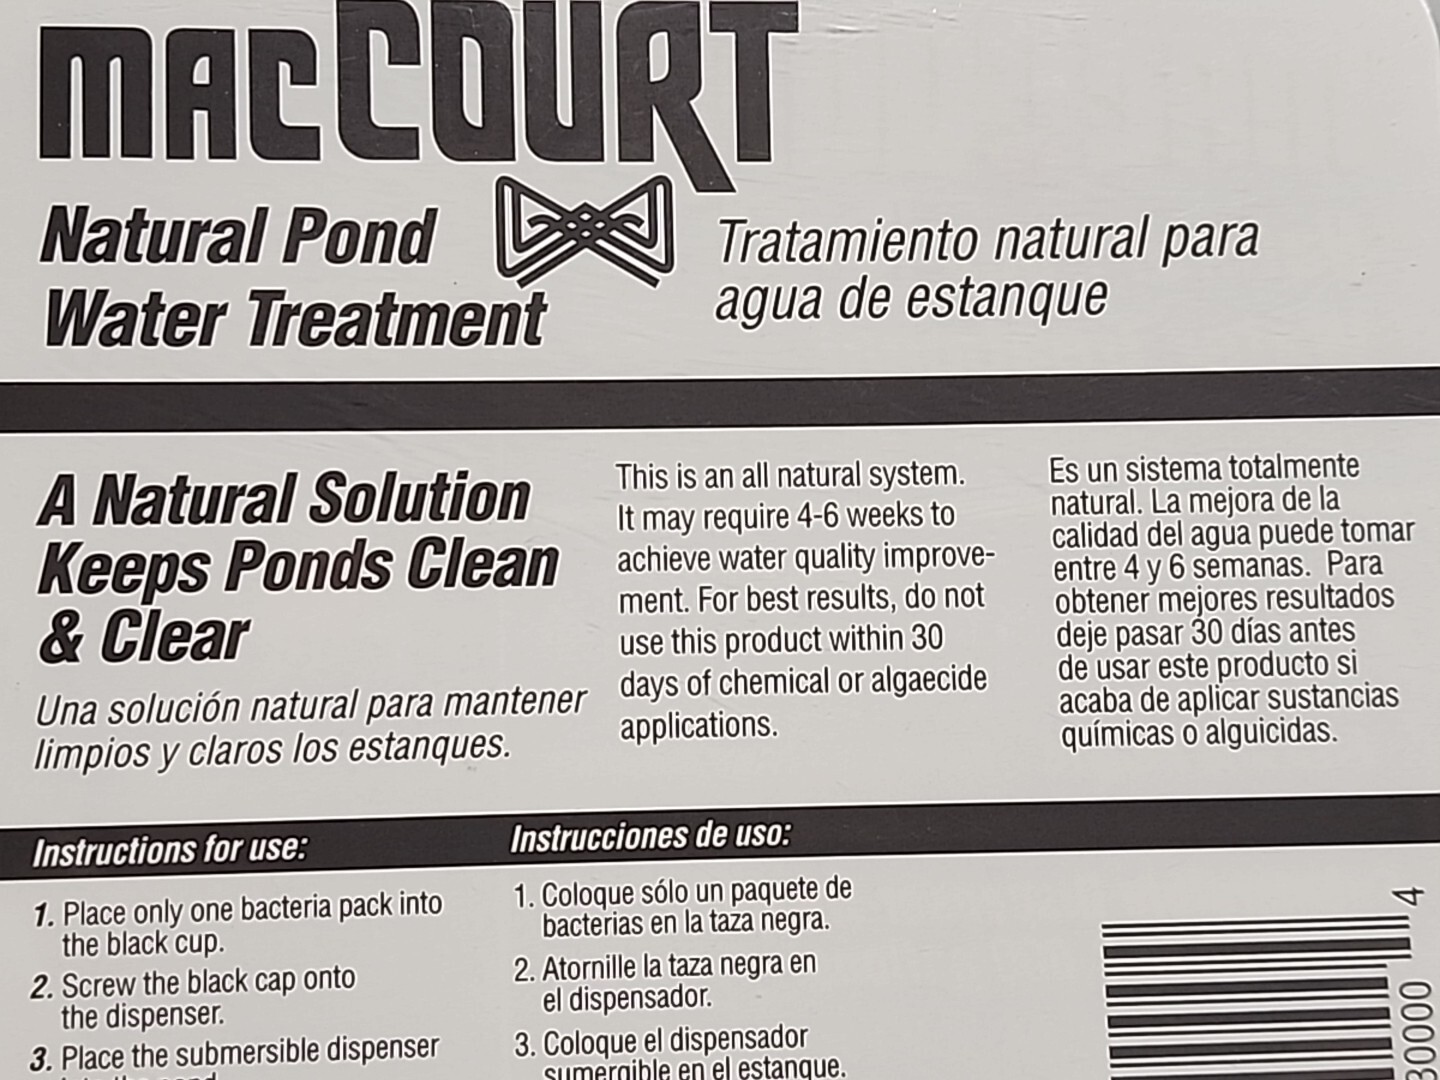 MACCOURT
Natural Pond
Water Treatment
Tratamiento natural para
agua de estanque
A Natural Solution
Keeps Ponds Clean
& Clear
Una solución natural para mantener
limpios y claros los estanques.
This is an all natural system.
It may require 4-6 weeks to
achieve water quality improve-
ment. For best results, do not
use this product within 30
days of chemical or algaecide
applications.
Es un sistema totalmente
natural. La mejora de la
calidad del agua puede tomar
entre 4 y 6 semanas. Para
obtener mejores resultados
deje pasar 30 días antes
de usar este producto si
acaba de aplicar sustancias
químicas o alguicidas.
Instructions for use:
1. Place only one bacteria pack into
the black cup.
2. Screw the black cap onto
the dispenser.
3. Place the submersible dispenser
Instrucciones de uso:
1. Coloque sólo un paquete de
bacterias en la taza negra.
2. Atornille la taza negra en
el dispensador.
3. Coloque el dispensador
sumergible en el estanque.
4